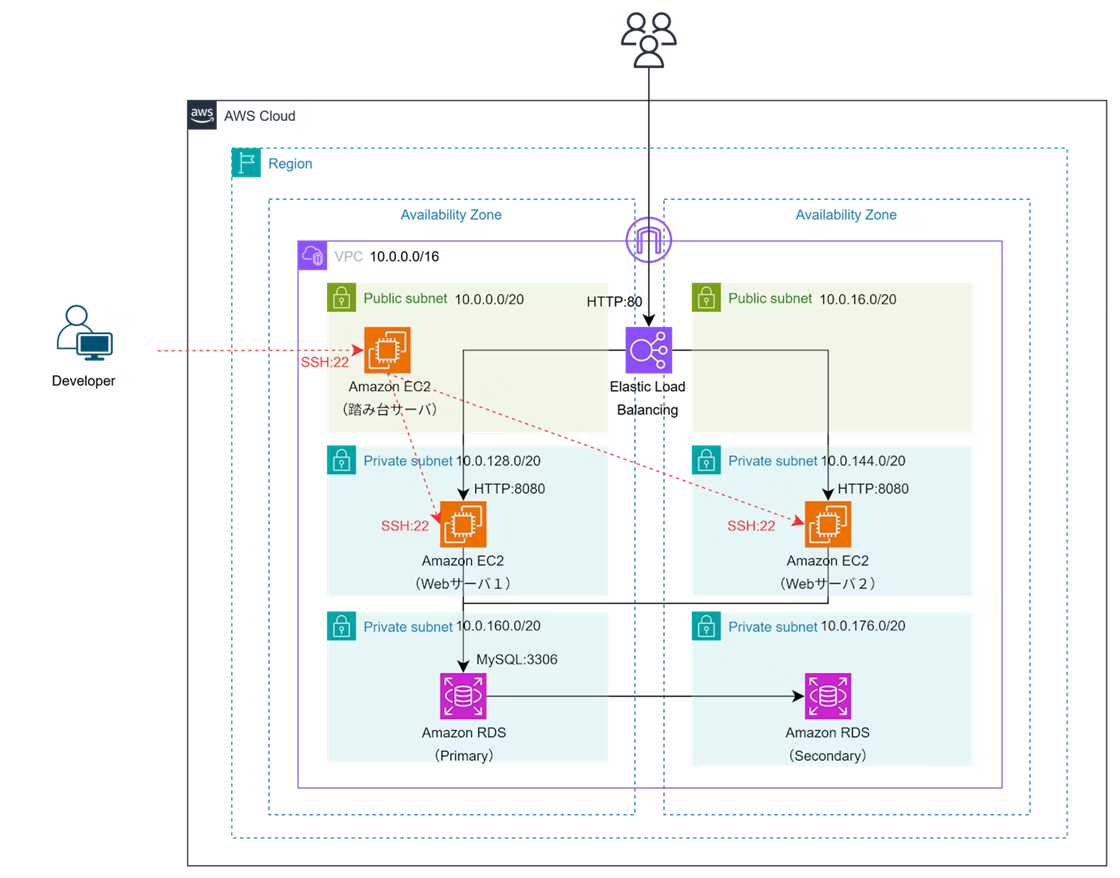 aws
AWS Cloud
Region
Availability Zone
Availability Zone
VPC 10.0.0.0/16
Public subnet 10.0.0.0/20
HTTP:80
Public subnet 10.0.16.0/20
SSH:22
Developer
Amazon EC2
（踏み台サーバ）
Elastic Load
Balancing
Private subnet 10.0.128.0/20
Private subnet 10.0.144.0/20
HTTP:8080
HTTP:8080
SSH:22
SSH:22
Amazon EC2
（Webサーバ１）
Amazon EC2
（Webサーバ２）
Private subnet 10.0.160.0/20
Private subnet 10.0.176.0/20
MySQL:3306
Amazon RDS
（Primary）
Amazon RDS
（Secondary）